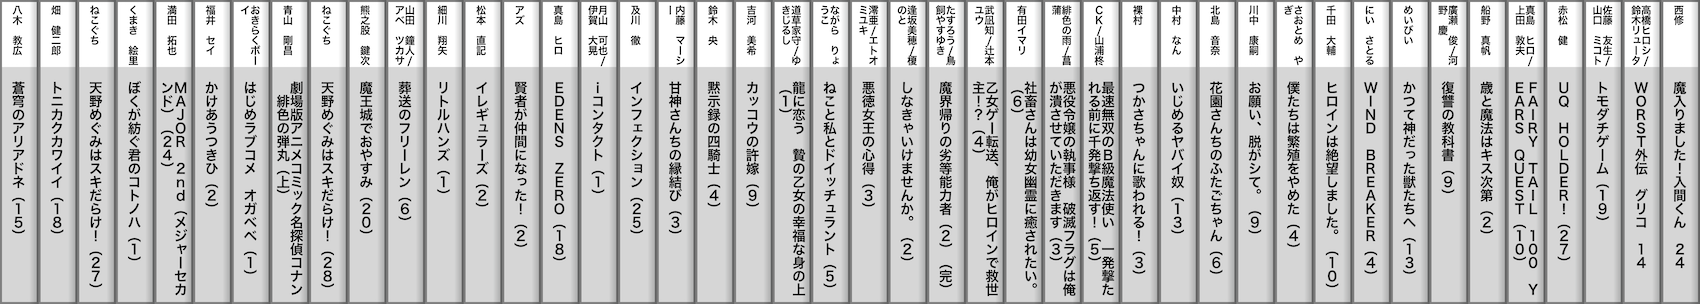 西修
魔入りました！入間くん　２４
高橋ヒロシ/
鈴木リュータ
ＷＯＲＳＴ外伝　グリコ　１４
佐藤　友生/
山口　ミコト
トモダチゲーム（１９）
赤松　健
ＵＱ　ＨＯＬＤＥＲ！（２７）
真島　ヒロ/
上田　敦夫
ＦＡＩＲＹ　ＴＡＩＬ　１００　Ｙ
ＥＡＲＳ　ＱＵＥＳＴ（１０）
船野　真帆
歳と魔法はキス次第（２）
廣瀬　俊/河
野　慶
復讐の教科書（９）
めいびい
かつて神だった獣たちへ（１３）
にい　さとる
ＷＩＮＤ　ＢＲＥＡＫＥＲ（４）
千田　大輔
ヒロインは絶望しました。（１０）
さおとめ　や
ぎ
僕たちは繁殖をやめた（４）
川中　康嗣
お願い、脱がシて。（９）
北島　音奈
花園さんちのふたごちゃん（６）
中村　なん
いじめるヤバイ奴（１３）
裸村
つかさちゃんに歌われる！（３）
ＣＫ/山浦柊
最速無双のＢ級魔法使い　一発撃た
れる前に千発撃ち返す！（５）
緋色の雨/菖
蒲
悪役令嬢の執事様　破滅フラグは俺
が潰させていただきます（３）
有田イマリ
社畜さんは幼女幽霊に癒されたい。
（６）
武凪知/辻本
ユウ
乙女ゲー転送、俺がヒロインで救世
主！？（４）
たすろう/鳥
飼やすゆき
魔界帰りの劣等能力者（２）（完）
逢坂美穂/榎
のと
しなきゃいけませんか。（２）
澪亜/エトオ
ミユキ
悪徳女王の心得（３）
ながら　りょ
うこ
ねこと私とドイッチュラント（５）
道草家守/ゆ
きじるし
龍に恋う　贄の乙女の幸福な身の上
（１）
吉河　美希
カッコウの許嫁（９）
鈴木　央
黙示録の四騎士（４）
内藤　マーシ
ー
甘神さんちの縁結び（３）
及川　徹
インフェクション（２５）
月山　可也/
伊賀　大晃
ｉコンタクト（１）
真島　ヒロ
ＥＤＥＮＳ　ＺＥＲＯ（１８）
アズ
賢者が仲間になった！（２）
松本　直記
イレギュラーズ（２）
細川　翔矢
リトルハンズ（１）
山田　鐘人/
アベ　ツカサ
葬送のフリーレン（６）
熊之股　鍵次
魔王城でおやすみ（２０）
ねこぐち
天野めぐみはスキだらけ！（２８）
青山　剛昌
劇場版アニメコミック名探偵コナン
緋色の弾丸（上）
おきらくボー
イ
はじめラブコメ　オガベベ（１）
福井　セイ
かけあうつきひ（２）
満田　拓也
ＭＡＪＯＲ　２ｎｄ（メジャーセカ
ンド）（２４）
くまき　絵里
ぼくが紡ぐ君のコトノハ（１）
ねこぐち
天野めぐみはスキだらけ！（２７）
畑　健二郎
トニカクカワイイ（１８）
八木　教広
蒼穹のアリアドネ（１５）